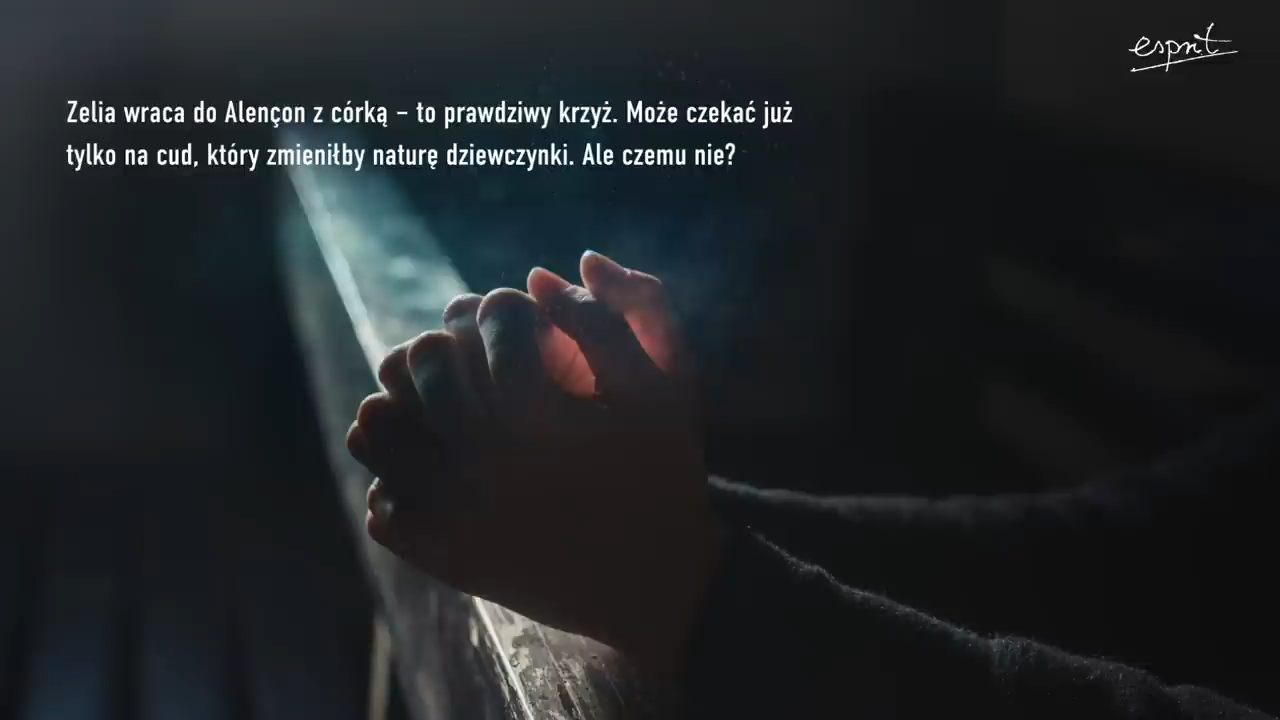 esprit
Zelia wraca do Alençon z córką – to prawdziwy krzyż. Może czekać już
tylko na cud, który zmieniłby naturę dziewczynki. Ale czemu nie?